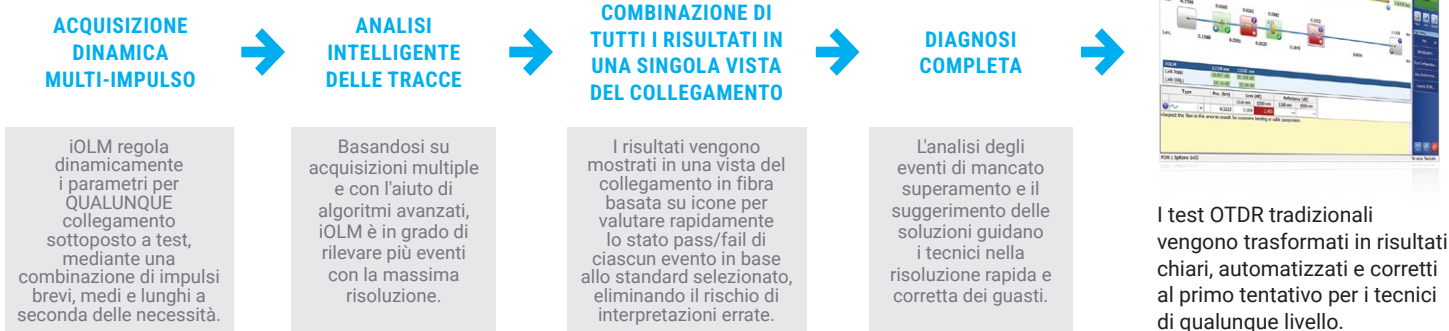 ACQUISIZIONE
DINAMICA
MULTI-IMPULSO
iOLM regola
dinamicamente
i parametri per
QUALUNQUE
collegamento
sottoposto a test,
mediante una
combinazione di impulsi
brevi, medi e lunghi a
seconda delle necessità.
ANALISI
INTELLIGENTE
DELLE TRACCE
Basandosi su
acquisizioni multiple
e con l'aiuto di
algoritmi avanzati,
iOLM è in grado di
rilevare più eventi
con la massima
risoluzione.
COMBINAZIONE DI
TUTTI I RISULTATI IN
UNA SINGOLA VISTA
DEL COLLEGAMENTO
I risultati vengono
mostrati in una vista del
collegamento in fibra
basata su icone per
valutare rapidamente
lo stato pass/fail di
ciascun evento in base
allo standard selezionato,
eliminando il rischio di
interpretazioni errate.
DIAGNOSI
COMPLETA
L'analisi degli
eventi di mancato
superamento e il
suggerimento delle
soluzioni guidano
i tecnici nella
risoluzione rapida e
corretta dei guasti.
Type
I test OTDR tradizionali
vengono trasformati in risultati
chiari, automatizzati e corretti
al primo tentativo per i tecnici
di qualunque livello.